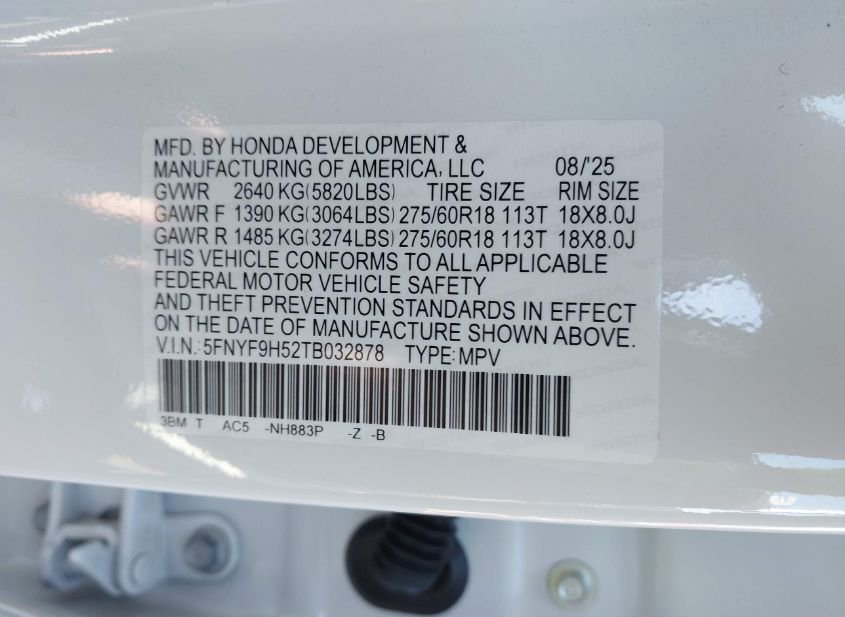 MFD. BY HONDA DEVELOPMENT &
MANUFACTURING OF AMERICA, LLC 08/'25
GVWR 2640 KG(5820LBS) TIRE SIZE RIM SIZE
GAWR F 1390 KG(3064LBS) 275/60R18 113T 18X8.0J
GAWR R 1485 KG(3274LBS) 275/60R18 113T 18X8.0J
THIS VEHICLE CONFORMS TO ALL APPLICABLE
FEDERAL MOTOR VEHICLE SAFETY
AND THEFT PREVENTION STANDARDS IN EFFECT
ON THE DATE OF MANUFACTURE SHOWN ABOVE.
V.I.N.: 5FNYF9H52TB032878 TYPE: MPV
3BM T AC5 -NH883P -Z -B